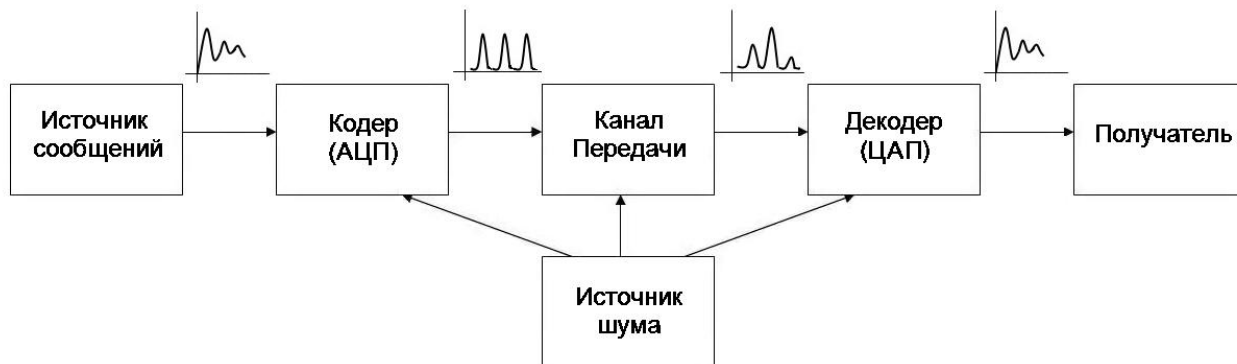 Источник
сообщений
Кодер
(АЦП)
Канал
Передачи
Декодер
(ЦАП)
Получатель
Источник
шума